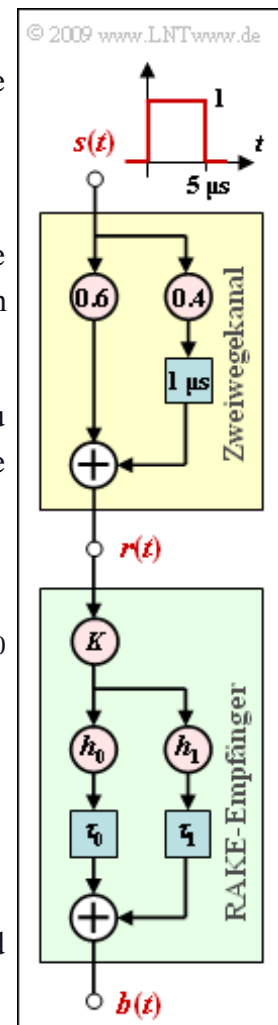 © 2009 www.LNTwww.de
1
s(t)
t
5 µs
e
0.6
0.4
e
n
1 µs
Zweiwegekanal
u
e
r(t)
K
0
h₀
h₁
τ₀
τ₁
RAKE-Empfänger
d
b(t)